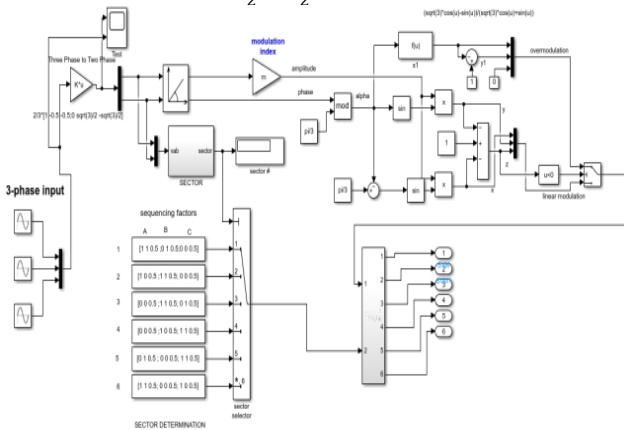 2 2
(sqrt(3)*cos(u)-sin(u))/(sqrt(3)*cos(u)+sin(u))
Test
Three Phase to Two Phase
K*u
2/3*[1 -0.5 -0.5;0 sqrt(3)/2 -sqrt(3)/2]
modulation
index
m
amplitude
phase
f(u)
x1
y1
1
0
overmodulation
alpha
mod
pi/3
sin
x
y
1
z
u<0
pi/3
sin
x
x
linear modulation
vab
sector
SECTOR
sector #
3-phase input
sequencing factors
A B C
1
[1 1 0.5 ;0 1 0.5;0 0 0.5]
1
2
[1 0 0.5 ;1 1 0.5; 0 0 0.5]
2
3
[0 0 0.5 ;1 1 0.5; 0 1 0.5]
3
4
[0 0 0.5 ;1 0 0.5; 1 1 0.5]
4
5
[0 1 0.5 ; 0 0 0.5; 1 1 0.5]
5
6
[1 1 0.5; 0 0 0.5; 1 0 0.5]
*, 6
sector
selector
SECTOR DETERMINATION
1
2
1
2
3
4
5
6
1
2
3
4
5
6